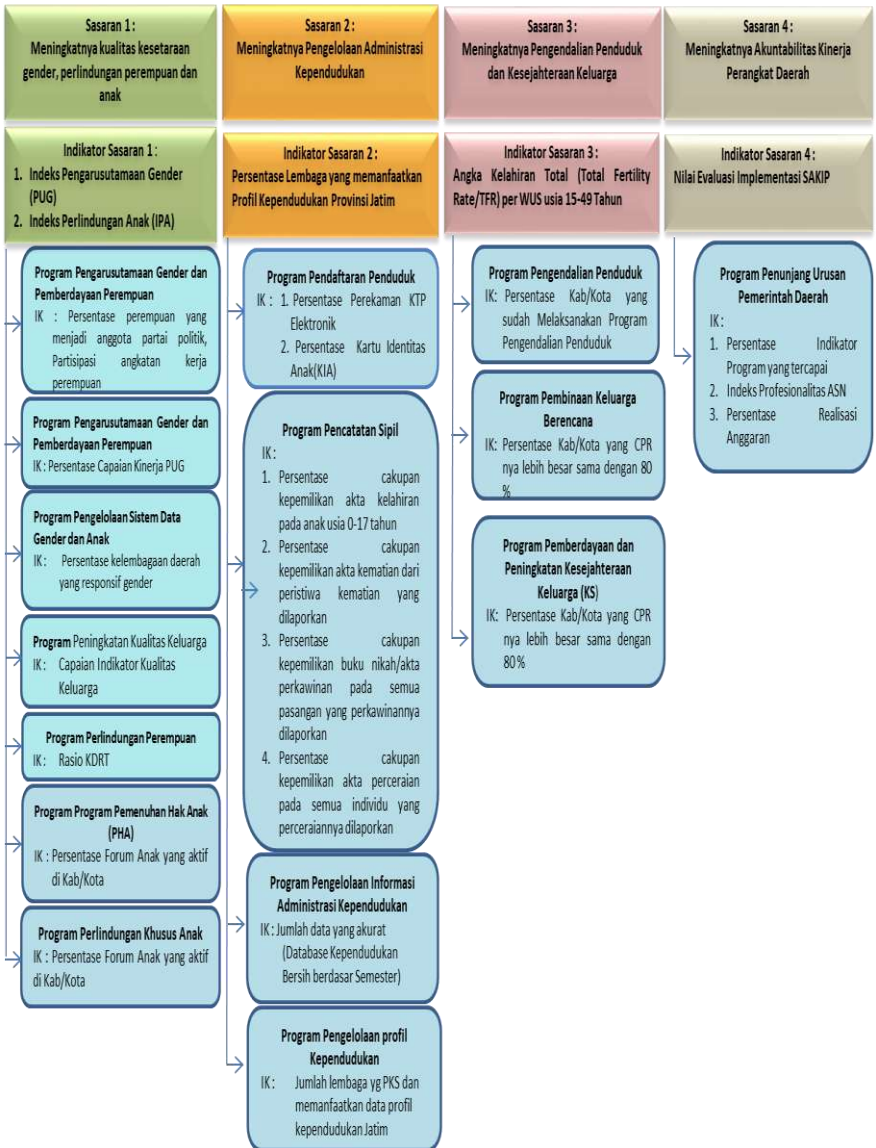 Sasaran 1 :
Meningkatnya kualitas kesetaraan
gender, perlindungan perempuan dan
anak
Indikator Sasaran 1 :
1. Indeks Pengarusutamaan Gender
(PUG)
2. Indeks Perlindungan Anak (IPA)
Program Pengarusutamaan Gender dan
Pemberdayaan Perempuan
IK : Persentase perempuan yang
menjadi anggota partai politik,
Partisipasi angkatan kerja
perempuan
Program Pengarusutamaan Gender dan
Pemberdayaan Perempuan
IK : Persentase Capaian Kinerja PUG
Program Pengelolaan Sistem Data
Gender dan Anak
IK : Persentase kelembagaan daerah
yang responsif gender
Program Peningkatan Kualitas Keluarga
IK : Capaian Indikator Kualitas
Keluarga
Program Perlindungan Perempuan
IK : Rasio KDRT
Program Program Pemenuhan Hak Anak
(PHA)
IK : Persentase Forum Anak yang aktif
di Kab/Kota
Program Perlindungan Khusus Anak
IK : Persentase Forum Anak yang aktif
di Kab/Kota
Sasaran 2 :
Meningkatnya Pengelolaan Administrasi
Kependudukan
Indikator Sasaran 2 :
Persentase Lembaga yang memanfaatkan
Profil Kependudukan Provinsi Jatim
Program Pendaftaran Penduduk
IK : 1. Persentase Perekaman KTP
Elektronik
2. Persentase Kartu Identitas
Anak(KIA)
Program Pencatatan Sipil
IK :
1. Persentase cakupan
kepemilikan akta kelahiran
pada anak usia 0-17 tahun
2. Persentase cakupan
kepemilikan akta kematian dari
peristiwa kematian yang
dilaporkan
3. Persentase cakupan
kepemilikan buku nikah/akta
perkawinan pada semua
pasangan yang perkawinannya
dilaporkan
4. Persentase cakupan
kepemilikan akta perceraian
pada semua individu yang
perceraiannya dilaporkan
Program Pengelolaan Informasi
Administrasi Kependudukan
IK : Jumlah data yang akurat
(Database Kependudukan
Bersih berdasar Semester)
Program Pengelolaan profil
Kependudukan
IK : Jumlah lembaga yg PKS dan
memanfaatkan data profil
kependudukan Jatim
Sasaran 3 :
Meningkatnya Pengendalian Penduduk
dan Kesejahteraan Keluarga
Indikator Sasaran 3 :
Angka Kelahiran Total (Total Fertility
Rate/TFR) per WUS usia 15-49 Tahun
Program Pengendalian Penduduk
IK: Persentase Kab/Kota yang
sudah Melaksanakan Program
Pengendalian Penduduk
Program Pembinaan Keluarga
Berencana
IK: Persentase Kab/Kota yang CPR
nya lebih besar sama dengan 80
%
Program Pemberdayaan dan
Peningkatan Kesejahteraan
Keluarga (KS)
IK: Persentase Kab/Kota yang CPR
nya lebih besar sama dengan
80 %
Sasaran 4 :
Meningkatnya Akuntabilitas Kinerja
Perangkat Daerah
Indikator Sasaran 4 :
Nilai Evaluasi Implementasi SAKIP
Program Penunjang Urusan
Pemerintah Daerah
IK :
1. Persentase Indikator
Program yang tercapai
2. Indeks Profesionalitas ASN
3. Persentase Realisasi
Anggaran